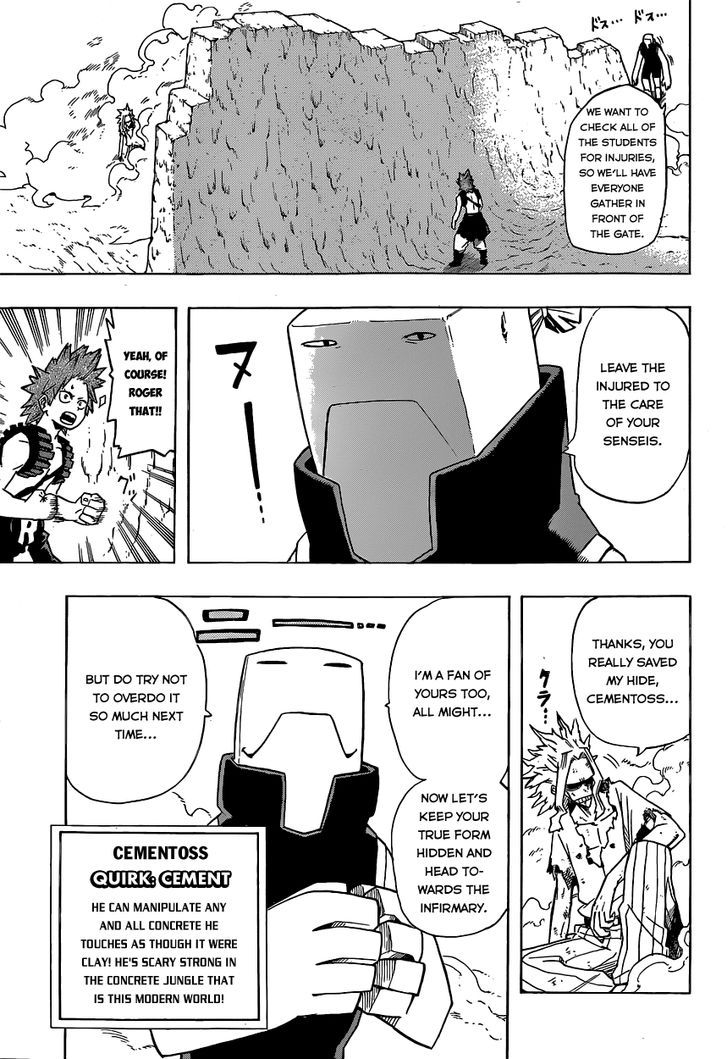 ドス…
ドス…
WE WANT TO
CHECK ALL OF
THE STUDENTS
FOR INJURIES,
SO WE'LL HAVE
EVERYONE
GATHER IN
FRONT OF
THE GATE.
LEAVE THE
INJURED TO
THE CARE
OF YOUR
SENSEIS.
ヌッ
YEAH, OF
COURSE!
ROGER
THAT!!
THANKS, YOU
REALLY SAVED
MY HIDE,
CEMENTOSS...
クラ…
I'M A FAN OF
YOURS TOO,
ALL MIGHT...
NOW LET'S
KEEP YOUR
TRUE FORM
HIDDEN AND
HEAD TO-
WARDS THE
INFIRMARY.
BUT DO TRY NOT
TO OVERDO IT
SO MUCH NEXT
TIME...
CEMENTOSS
QUIRK: CEMENT
HE CAN MANIPULATE ANY
AND ALL CONCRETE HE
TOUCHES AS THOUGH IT WERE
CLAY! HE'S SCARY STRONG IN
THE CONCRETE JUNGLE THAT
IS THIS MODERN WORLD!